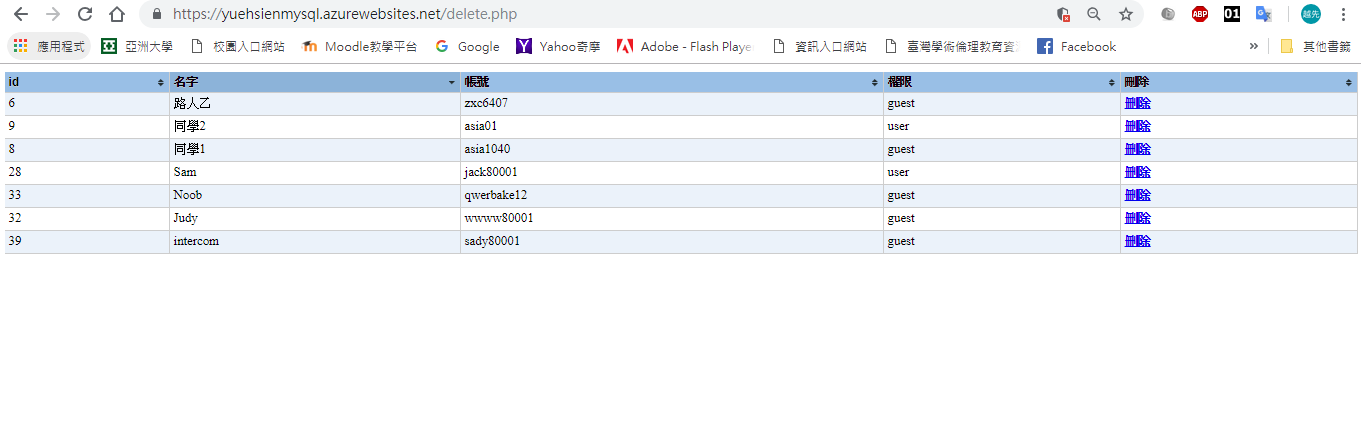 https://yuehsienmysql.azurewebsites.net/delete.php ABP 01 G 越先
應用程式 亞洲大學 校園入口網站 Moodle教學平台 Google Yahoo奇摩 Adobe - Flash Playe 資訊入口網站 臺灣學術倫理教育資 Facebook » 其他書籤
id 名字 帳號 權限 刪除
6 路人乙 zxc6407 guest 刪除
9 同學2 asia01 user 刪除
8 同學1 asia1040 guest 刪除
28 Sam jack80001 user 刪除
33 Noob qwerbake12 guest 刪除
32 Judy wwww80001 guest 刪除
39 intercom sady80001 guest 刪除